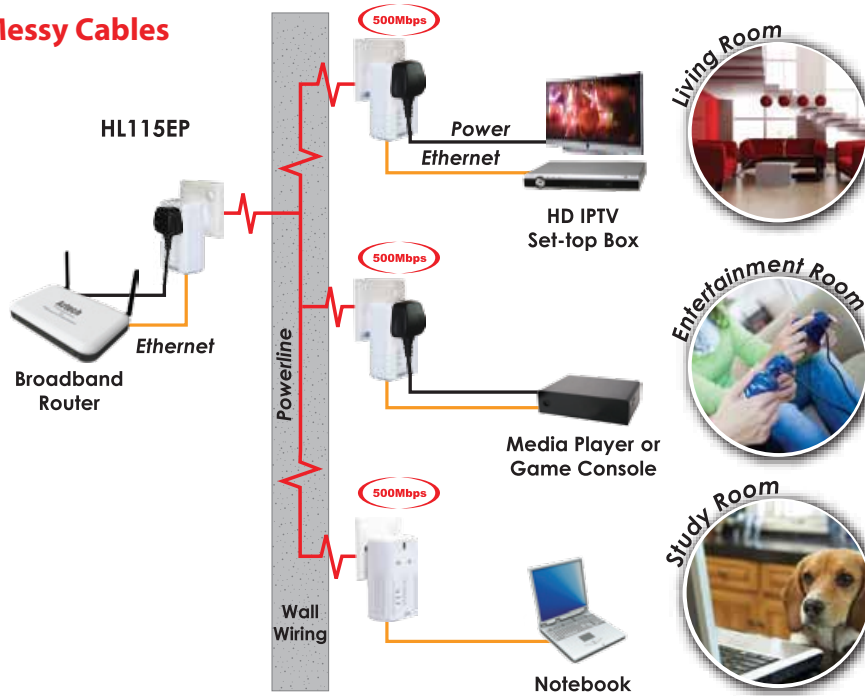 Messy Cables
500Mbps
Living Room
HL115EP
Power
Ethernet
HD IPTV
Set-top Box
500Mbps
Entertainment Room
Aztech
Ethernet
Powerline
Broadband
Router
Media Player or
Game Console
500Mbps
Study Room
Wall
Wiring
Notebook